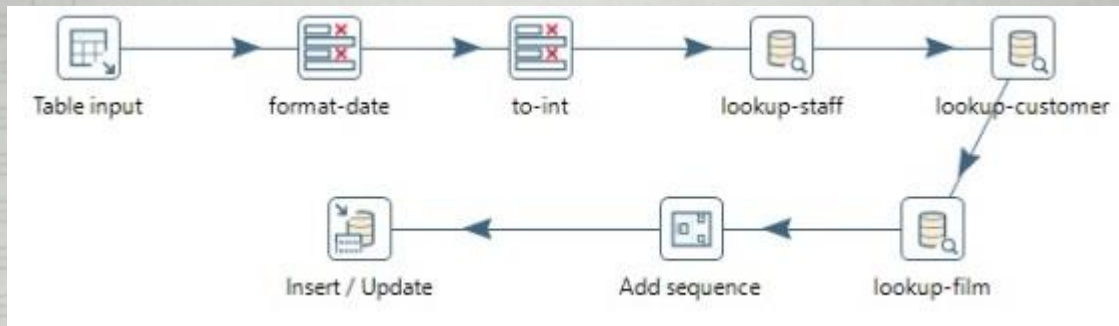 Table input
format-date
to-int
lookup-staff
lookup-customer
Insert / Update
Add sequence
lookup-film